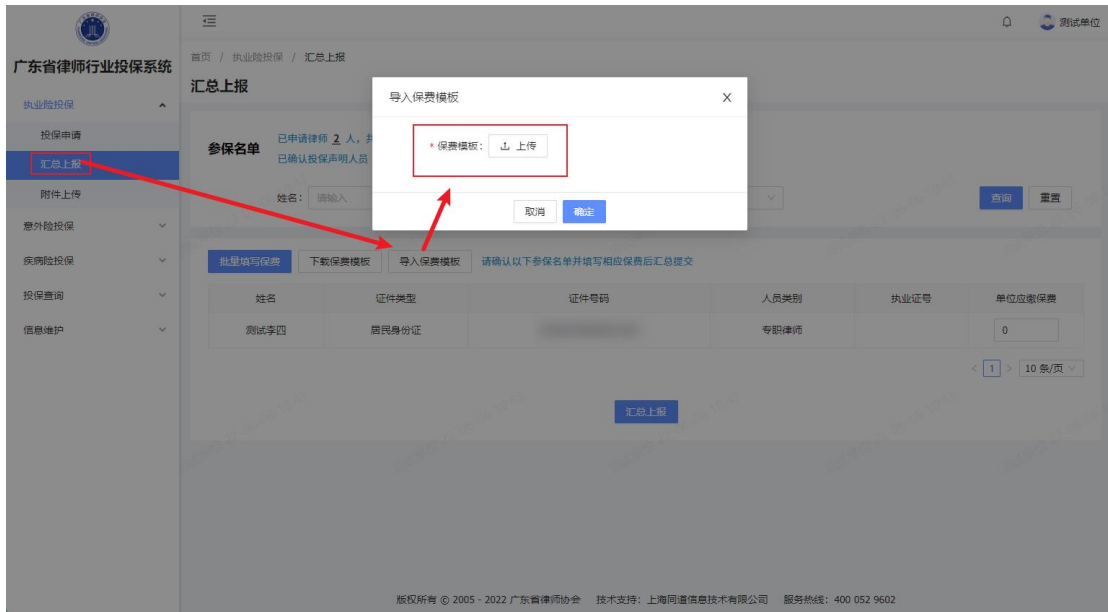 测试单位
广东省律师行业投保系统
首页 / 执业险投保 / 汇总上报
汇总上报
执业险投保
投保申请
汇总上报
附件上传
意外险投保
疾病险投保
投保查询
信息维护
导入保费模板
* 保费模板: 上传
取消 确定
参保名单
已申请律师 2 人，
已确认投保声明人员
姓名: 请输入
查询 重置
批量填写保费 下载保费模板 导入保费模板 请确认以下参保名单并填写相应保费后汇总提交
姓名 证件类型 证件号码 人员类别 执业证号 单位应缴保费
测试李四 居民身份证 专职律师 0
< 1 > 10 条/页
汇总上报
版权所有 © 2005 - 2022 广东省律师协会 技术支持: 上海同道信息技术有限公司 服务热线: 400 052 9602